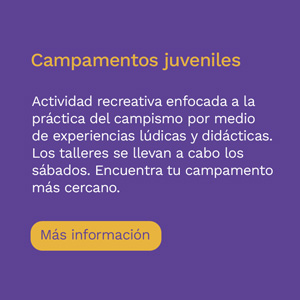 Campamentos juveniles
Actividad recreativa enfocada a la
práctica del campismo por medio
de experiencias lúdicas y didácticas.
Los talleres se llevan a cabo los
sábados. Encuentra tu campamento
más cercano.
Más información